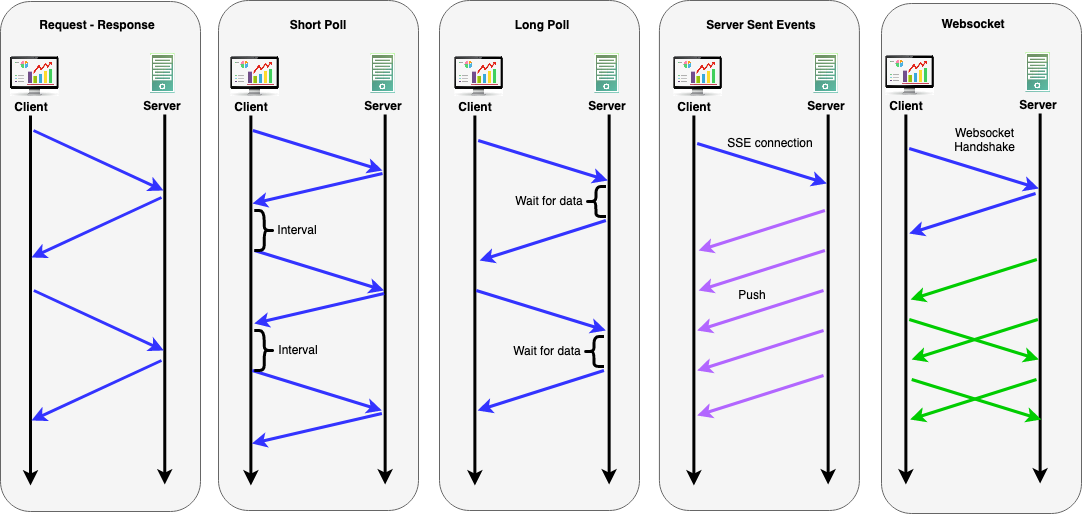 Request - Response
Client
Server
Short Poll
Client
Server
Interval
Interval
Long Poll
Client
Server
Wait for data
Wait for data
Server Sent Events
Client
Server
SSE connection
Push
Websocket
Client
Server
Websocket
Handshake